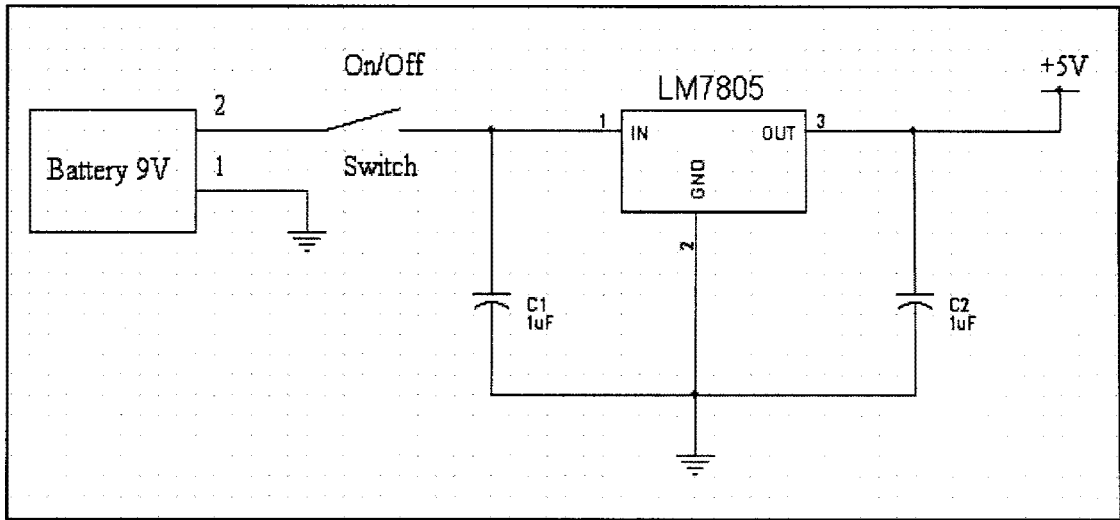 On/Off
Switch
2
1
Battery 9V
LM7805
1
IN
OUT
3
GND
2
+5V
C1
1uF
C2
1uF